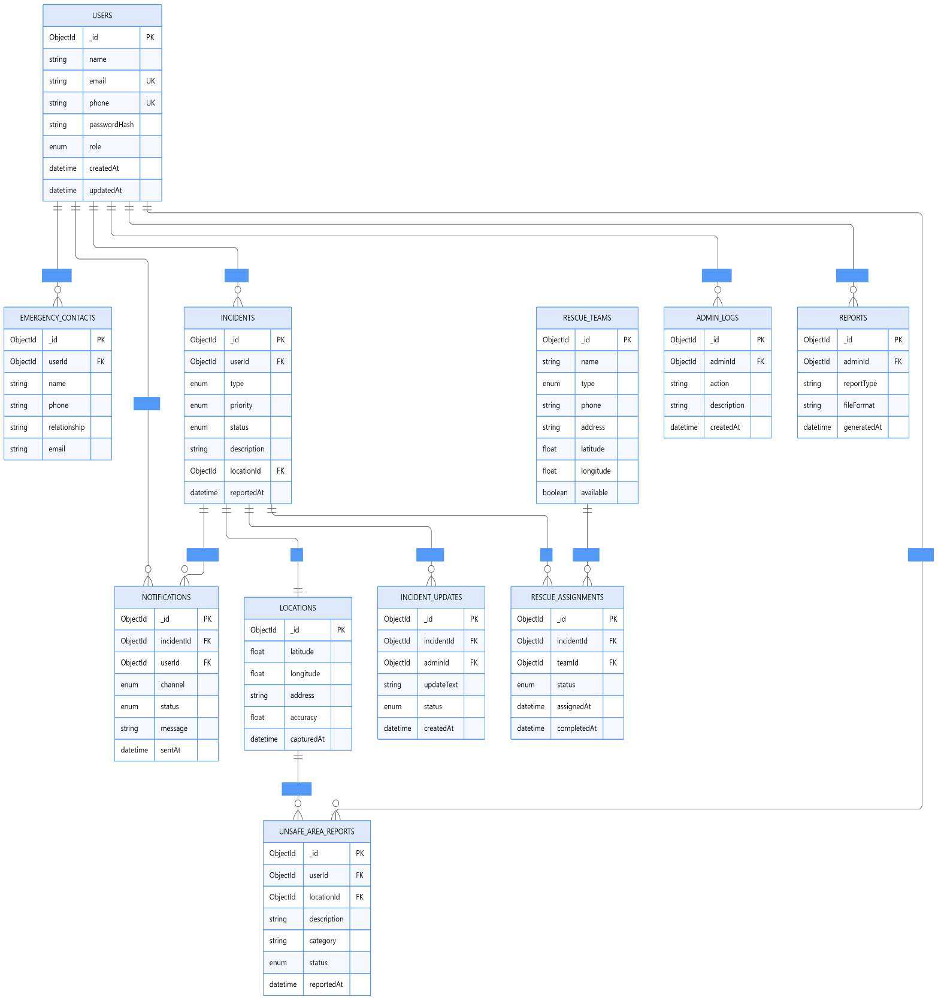 USERS
ObjectId _id PK
string name
string email UK
string phone UK
string passwordHash
enum role
datetime createdAt
datetime updatedAt
EMERGENCY_CONTACTS
ObjectId _id PK
ObjectId userId FK
string name
string phone
string relationship
string email
INCIDENTS
ObjectId _id PK
ObjectId userId FK
enum type
enum priority
enum status
string description
ObjectId locationId FK
datetime reportedAt
RESCUE_TEAMS
ObjectId _id PK
string name
enum type
string phone
string address
float latitude
float longitude
boolean available
ADMIN_LOGS
ObjectId _id PK
ObjectId adminId FK
string action
string description
datetime createdAt
REPORTS
ObjectId _id PK
ObjectId adminId FK
string reportType
string fileFormat
datetime generatedAt
NOTIFICATIONS
ObjectId _id PK
ObjectId incidentId FK
ObjectId userId FK
enum channel
enum status
string message
datetime sentAt
LOCATIONS
ObjectId _id PK
float latitude
float longitude
string address
float accuracy
datetime capturedAt
INCIDENT_UPDATES
ObjectId _id PK
ObjectId incidentId FK
ObjectId adminId FK
string updateText
enum status
datetime createdAt
RESCUE_ASSIGNMENTS
ObjectId _id PK
ObjectId incidentId FK
ObjectId teamId FK
enum status
datetime assignedAt
datetime completedAt
UNSAFE_AREA_REPORTS
ObjectId _id PK
ObjectId userId FK
ObjectId locationId FK
string description
string category
enum status
datetime reportedAt